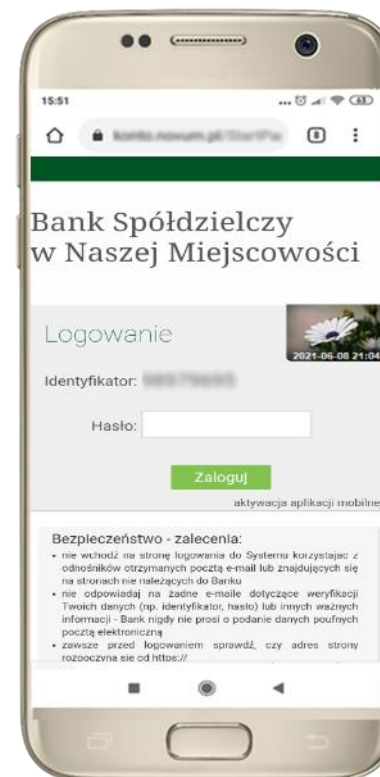 15:51
Bank Spółdzielczy
w Naszej Miejscowości
Logowanie
2021-06-08 21:04
Identyfikator:
Hasło:
Zaloguj
aktywacja aplikacji mobilne
Bezpieczeństwo - zalecenia:
• nie wchodź na stronę logowania do Systemu korzystając z
odnośników otrzymanych pocztą e-mail lub znajdujących się
na stronach nie należących do Banku
• nie odpowiadaj na żadne e-maile dotyczące weryfikacji
Twoich danych (np. identyfikator, hasło) lub innych ważnych
informacji - Bank nigdy nie prosi o podanie danych poufnych
pocztą elektroniczną
• zawsze przed logowaniem sprawdź, czy adres strony
rozpoczyna się od https://